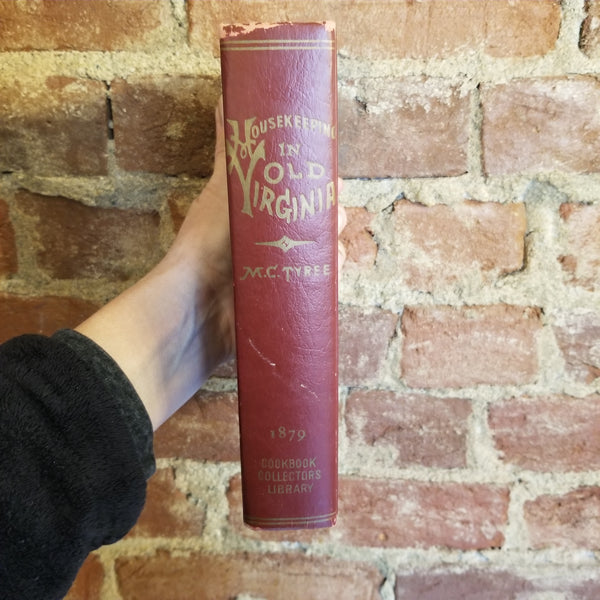 HOUSEKEEPING
IN
OLD
VIRGINIA
M.C. TYREE
1879
COOKBOOK
COLLECTORS
LIBRARY